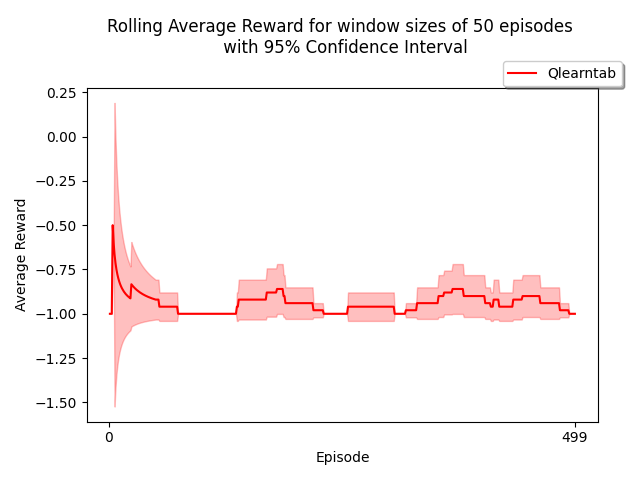 Rolling Average Reward for window sizes of 50 episodes
with 95% Confidence Interval
Qlearntab
0.25
0.00
−0.25
−0.50
−0.75
−1.00
−1.25
−1.50
Average Reward
0
499
Episode